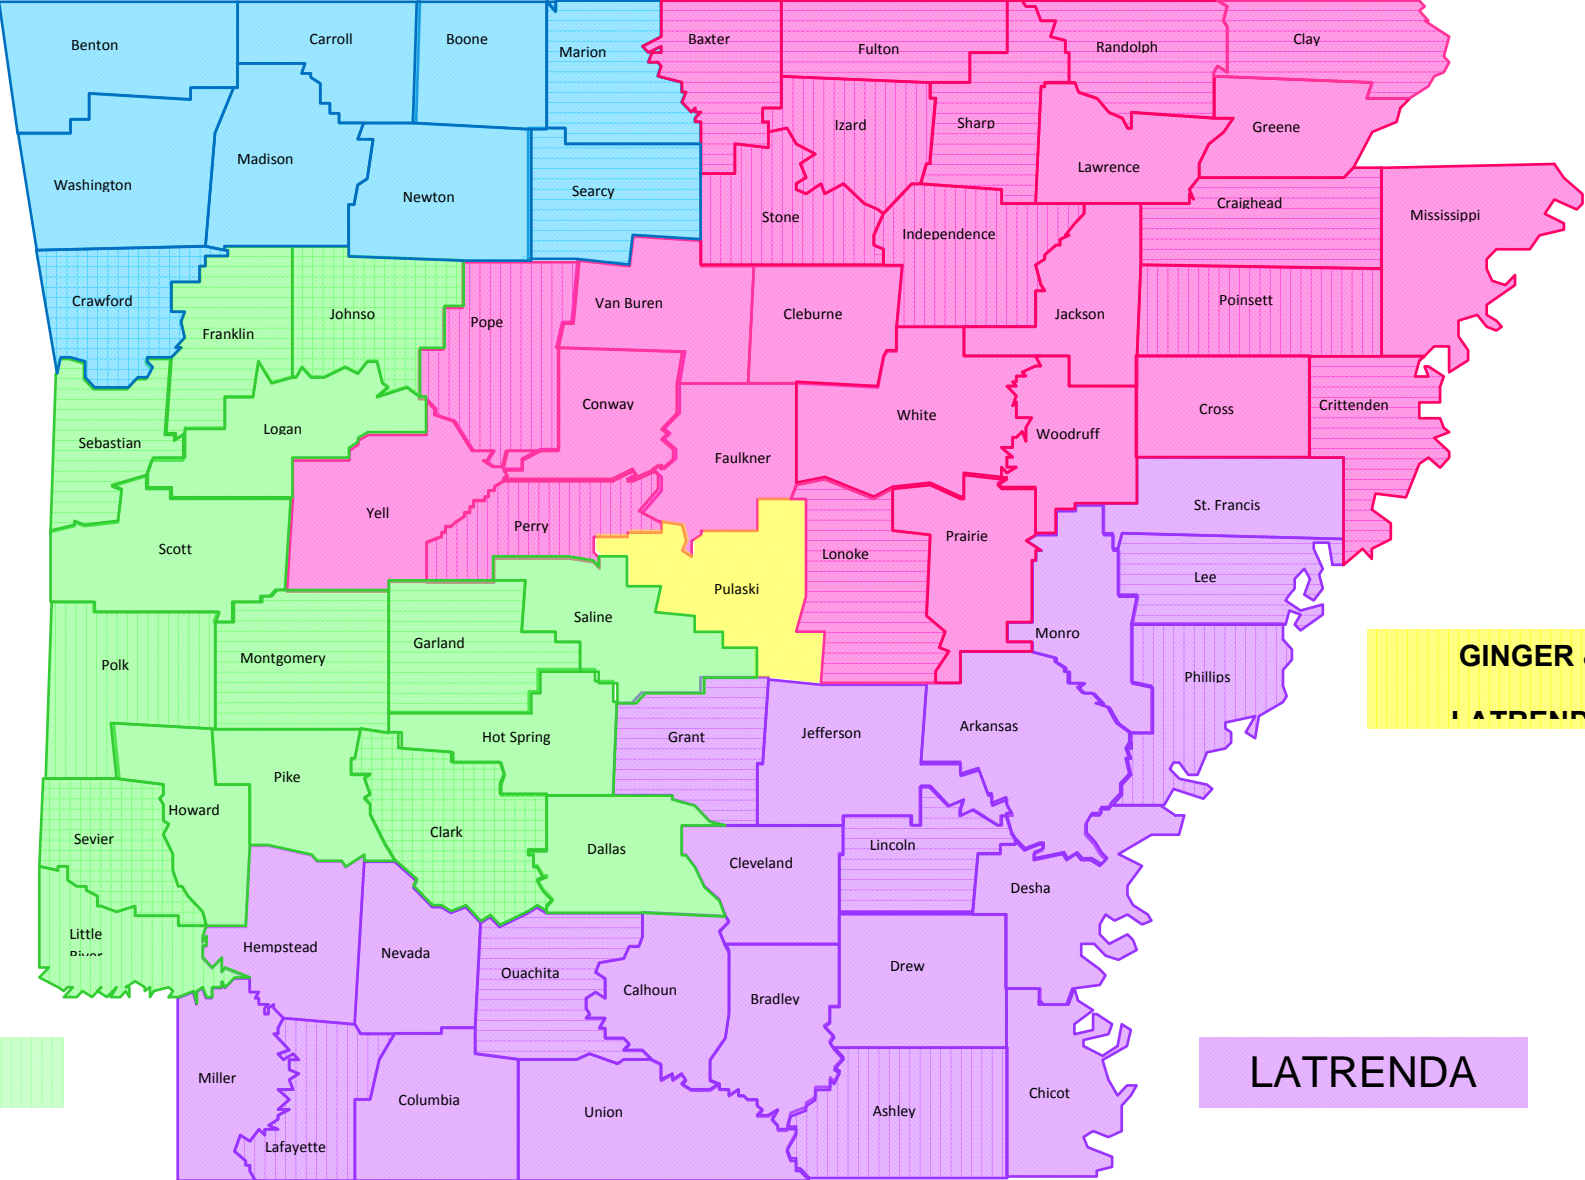 Benton
Carroll
Boone
Marion
Baxter
Fulton
Randolph
Clay
Madison
Washington
Newton
Searcy
Izard
Sharp
Lawrence
Greene
Stone
Independence
Craighead
Mississippi
Crawford
Franklin
Johnso
Pope
Van Buren
Cleburne
Jackson
Poinsett
Sebastian
Logan
Conway
Faulkner
White
Woodruff
Cross
Crittenden
Scott
Yell
Perry
Pulaski
Lonoke
Prairie
St. Francis
Lee
Polk
Montgomery
Garland
Saline
Monro
Phillips
GINGER
LATREND
Hot Spring
Grant
Jefferson
Arkansas
Pike
Howard
Sevier
Clark
Dallas
Cleveland
Lincoln
Desha
Little
River
Hempstead
Nevada
Ouachita
Calhoun
Bradley
Drew
Miller
Lafayette
Columbia
Union
Ashley
Chicot
LATRENDA